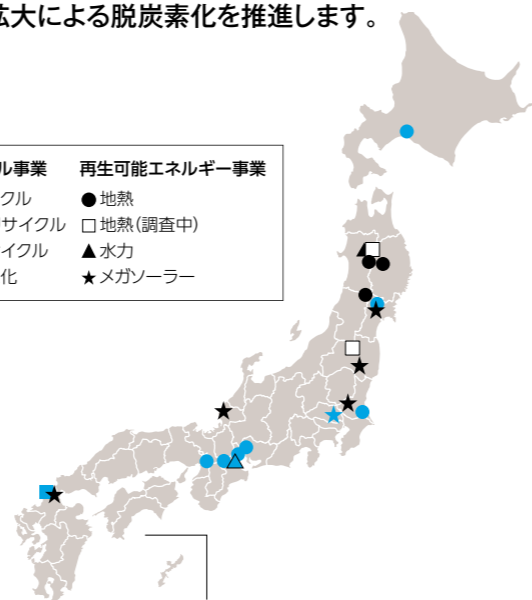 拡大による脱炭素化を推進します。
ル事業 再生可能エネルギー事業
クル ●地熱
リサイクル □地熱(調査中)
イクル ▲水力
化 ★メガソーラー